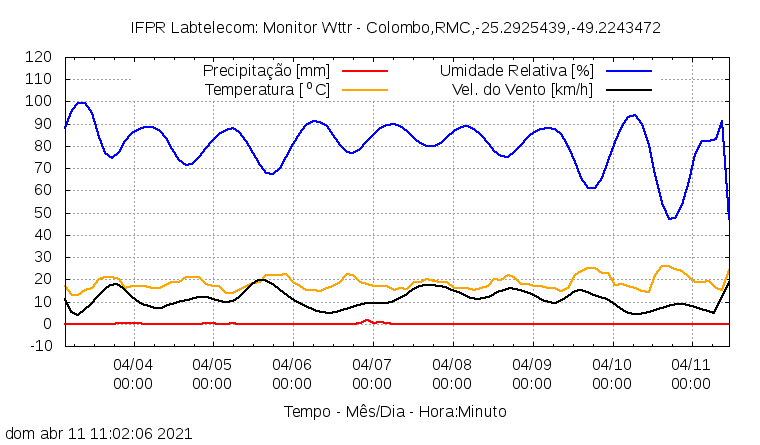 IFPR Labtelecom: Monitor Wttr - Colombo,RMC,-25.2925439,-49.2243472
Precipitação [mm]
Temperatura [ ⁰C]
Umidade Relativa [%]
Vel. do Vento [km/h]
120
110
100
90
80
70
60
50
40
30
20
10
0
-10
04/04 04/05 04/06 04/07 04/08 04/09 04/10 04/11
00:00 00:00 00:00 00:00 00:00 00:00 00:00 00:00
Tempo - Mês/Dia - Hora:Minuto
dom abr 11 11:02:06 2021